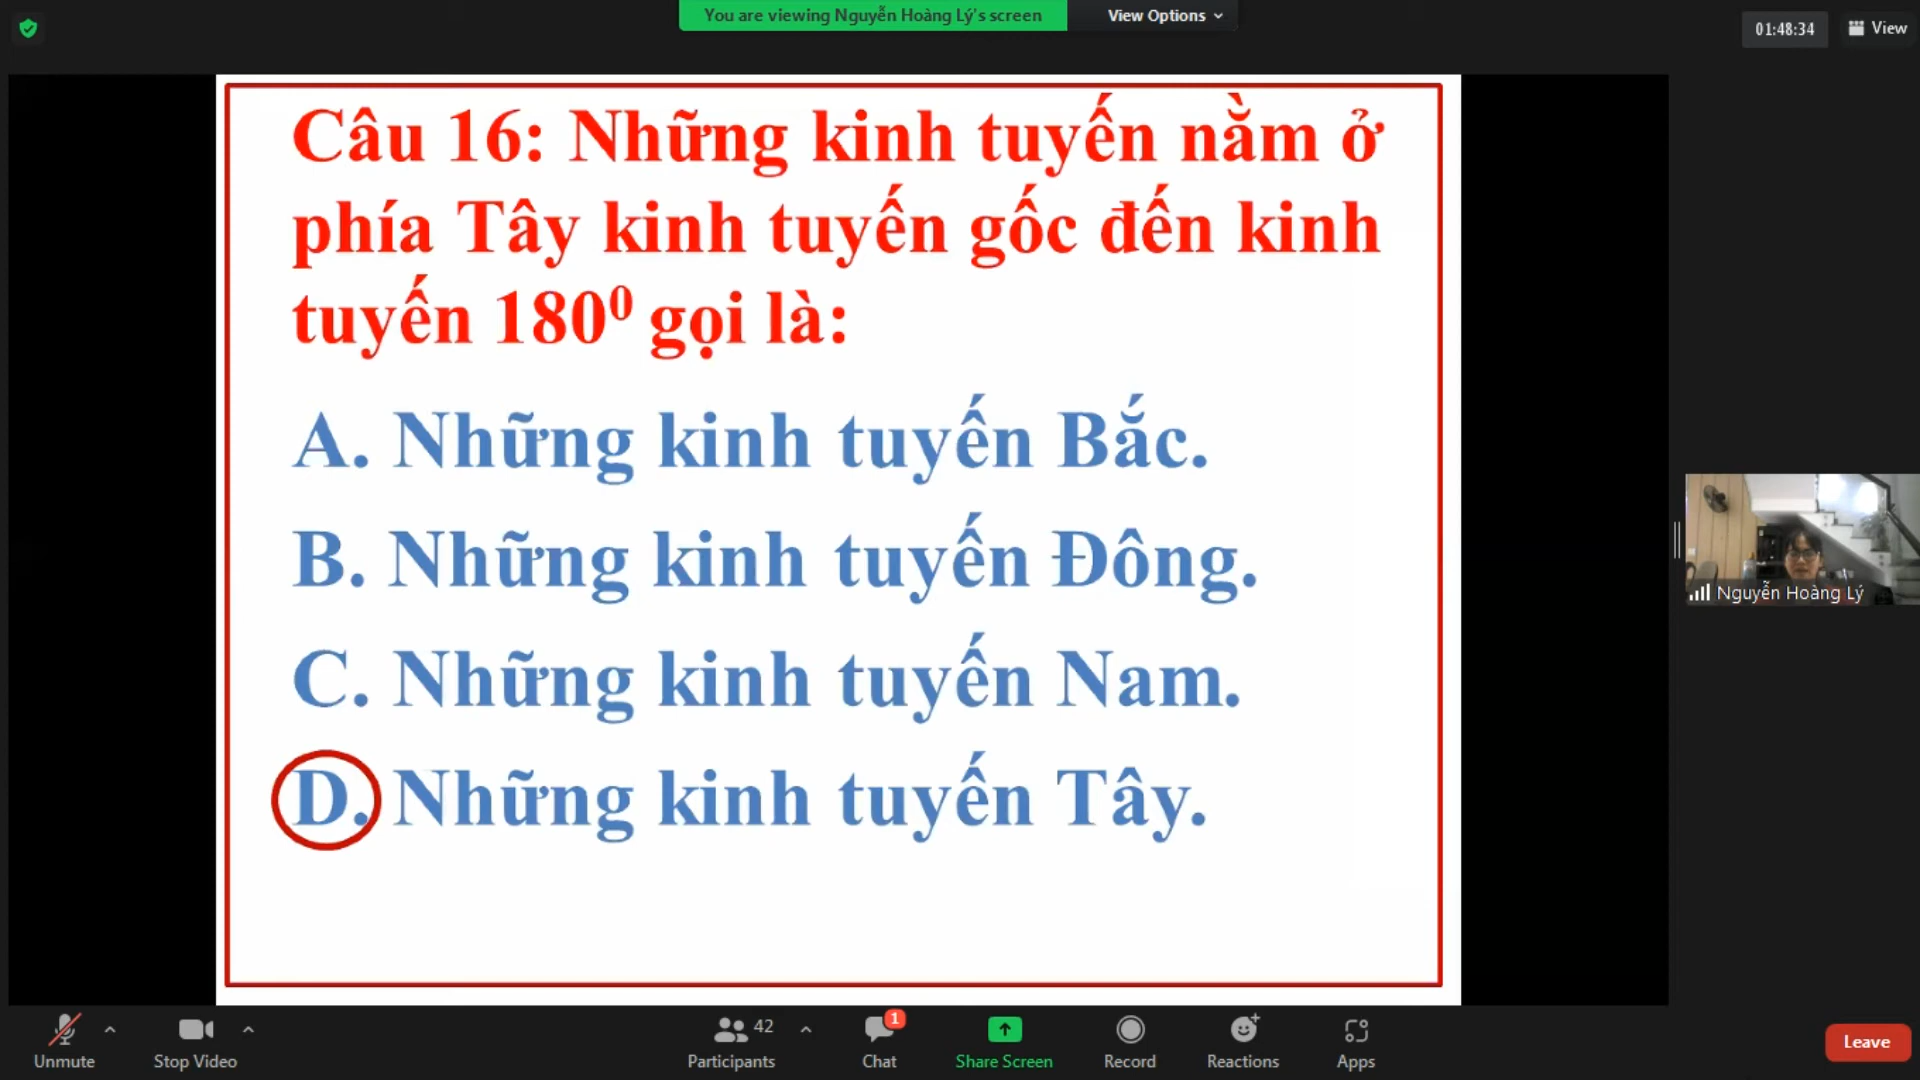 You are viewing Nguyễn Hoàng Lý's screen
View Options
01:48:34
View
Câu 16: Những kinh tuyến nằm ở
phía Tây kinh tuyến gốc đến kinh
tuyến 180⁰ gọi là:
A. Những kinh tuyến Bắc.
B. Những kinh tuyến Đông.
C. Những kinh tuyến Nam.
D. Những kinh tuyến Tây.
Nguyễn Hoàng Lý
Unmute
Stop Video
42
Participants
1
Chat
Share Screen
Record
Reactions
Apps
Leave